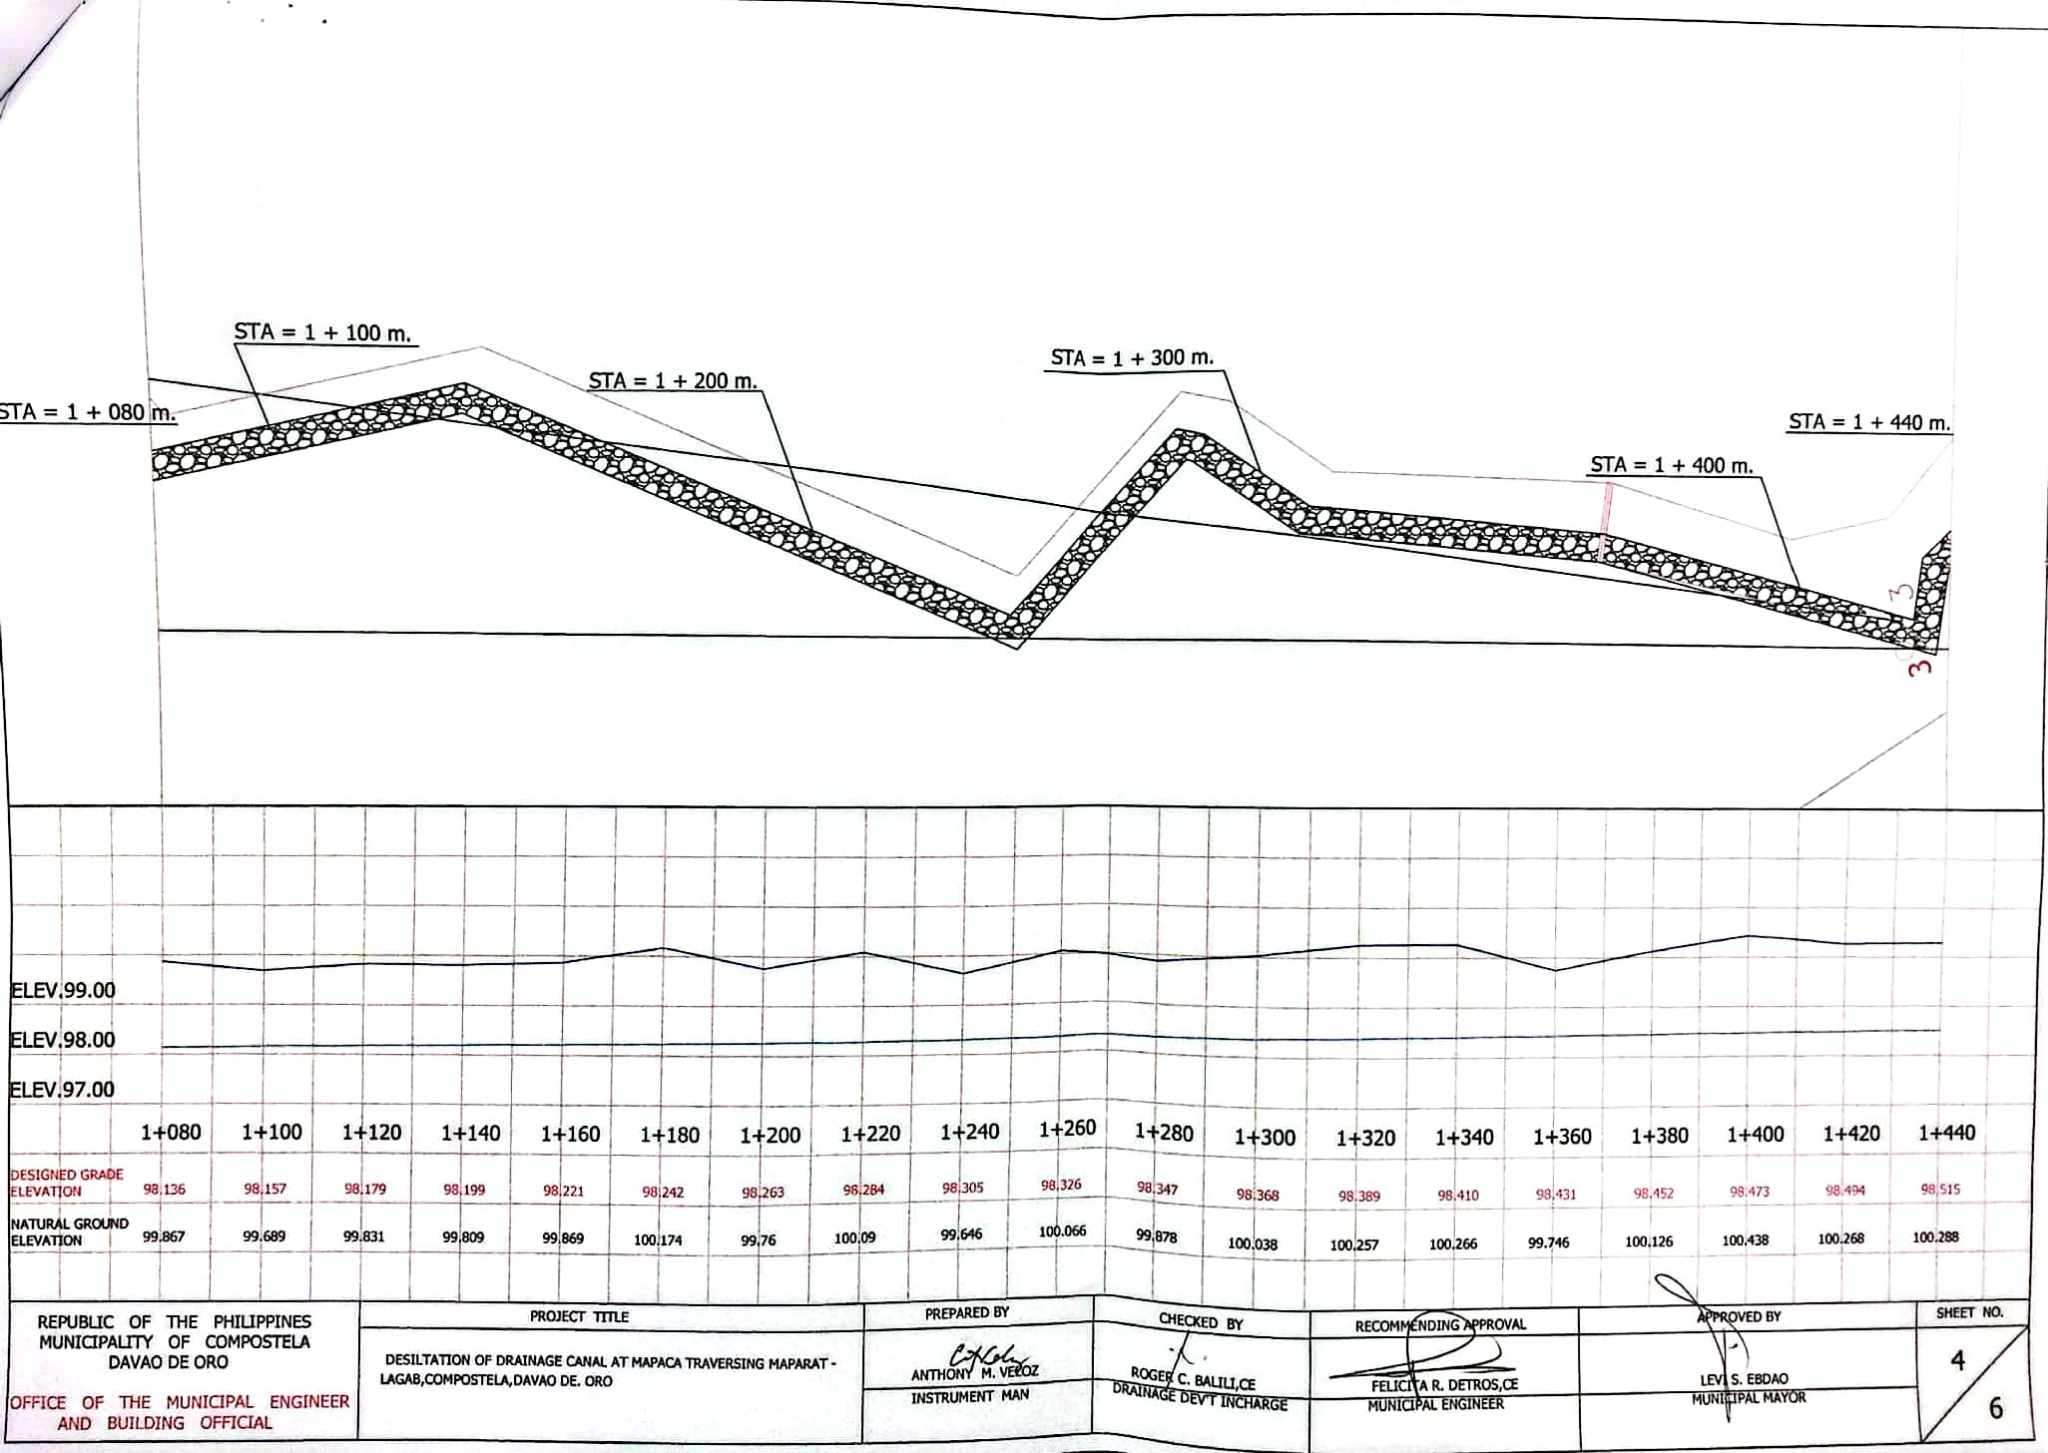 STA = 1 + 100 m.
STA = 1 + 300 m.
STA = 1 + 200 m.
STA = 1 + 080 m.
STA = 1 + 440 m.
STA = 1 + 400 m.
3
3
ELEV.99.00
ELEV.98.00
ELEV.97.00
1+080 1+100 1+120 1+140 1+160 1+180 1+200 1+220 1+240 1+260 1+280 1+300 1+320 1+340 1+360 1+380 1+400 1+420 1+440
DESIGNED GRADE
ELEVATION 98.136 98.157 98.179 98.199 98.221 98.242 98.263 98.284 98.305 98.326 98.347 98.368 98.389 98.410 98.431 98.452 98.473 98.494 98.515
NATURAL GROUND
ELEVATION 99.867 99.689 99.831 99.809 99.869 100.174 99.76 100.09 99.646 100.066 99.878 100.038 100.257 100.266 99.746 100.126 100.438 100.268 100.288
REPUBLIC OF THE PHILIPPINES
MUNICIPALITY OF COMPOSTELA
DAVAO DE ORO
OFFICE OF THE MUNICIPAL ENGINEER
AND BUILDING OFFICIAL
PROJECT TITLE
DESILTATION OF DRAINAGE CANAL AT MAPACA TRAVERSING MAPARAT -
LAGAB,COMPOSTELA,DAVAO DE. ORO
PREPARED BY
ANTHONY M. VELOZ
INSTRUMENT MAN
CHECKED BY
ROGER C. BALILI,CE
DRAINAGE DEV'T INCHARGE
RECOMMENDING APPROVAL
FELICITA R. DETROS,CE
MUNICIPAL ENGINEER
APPROVED BY
LEVI S. EBDAO
MUNICIPAL MAYOR
SHEET NO.
4
6